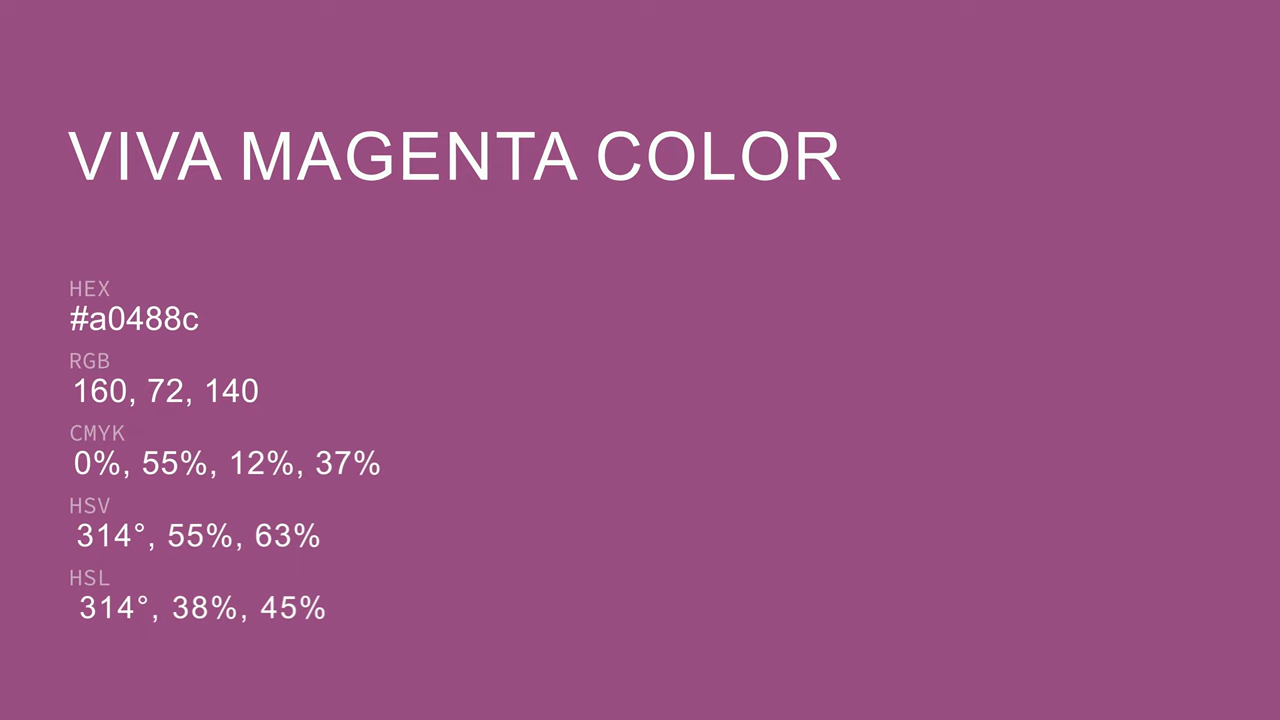 VIVA MAGENTA COLOR
HEX
#a0488c
RGB
160, 72, 140
CMYK
0%, 55%, 12%, 37%
HSV
314°, 55%, 63%
HSL
314°, 38%, 45%